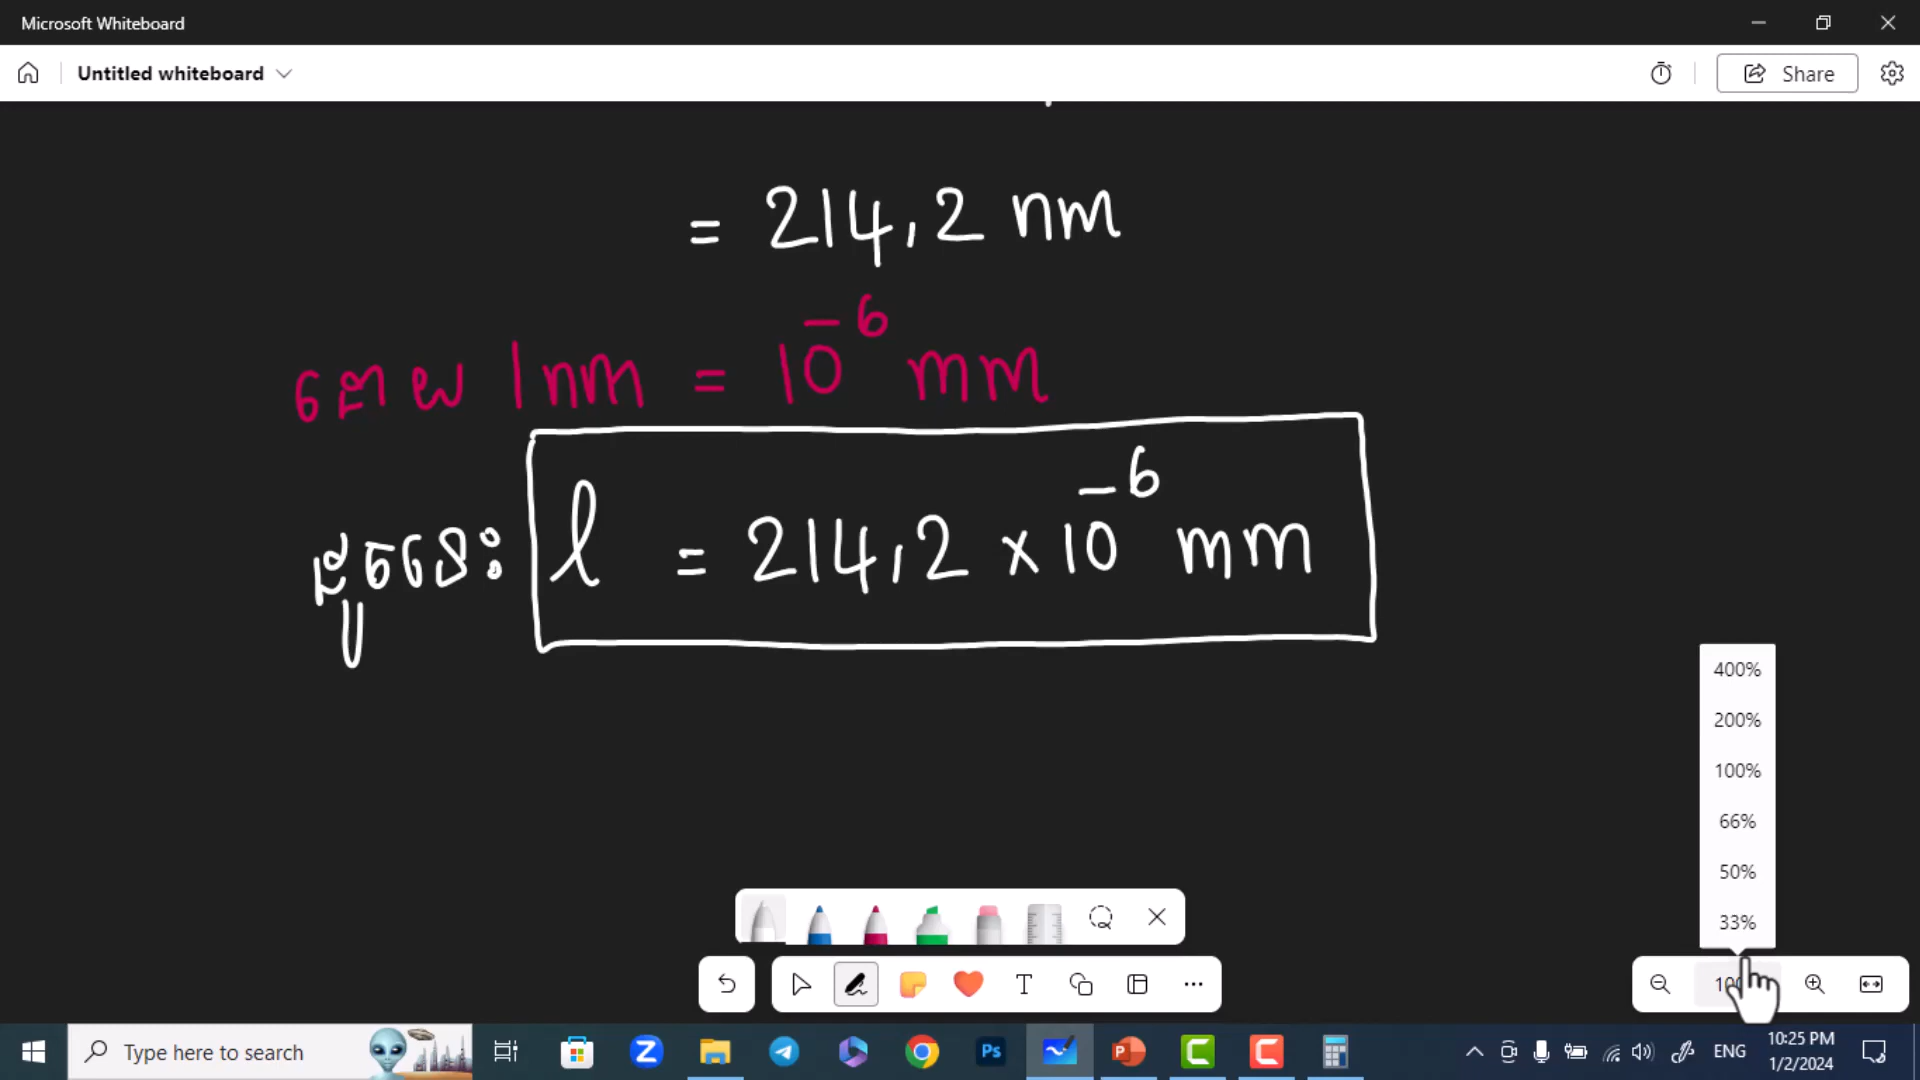 Microsoft Whiteboard
Untitled whiteboard
Share
= 214,2 nm
ដោយ 1nm = 10⁻⁶ mm
ដូចនេះ: l = 214,2 × 10⁻⁶ mm
400%
200%
100%
66%
50%
33%
Type here to search
ENG
10:25 PM
1/2/2024